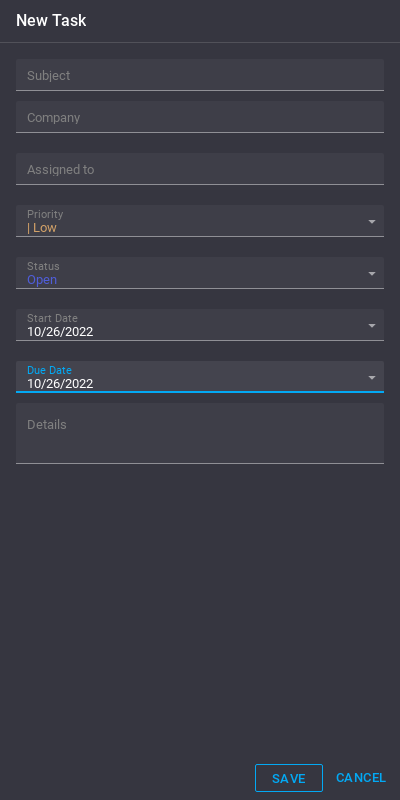 New Task
Subject
Company
Assigned to
Priority
| Low
Status
Open
Start Date
10/26/2022
Due Date
10/26/2022
Details
SAVE
CANCEL